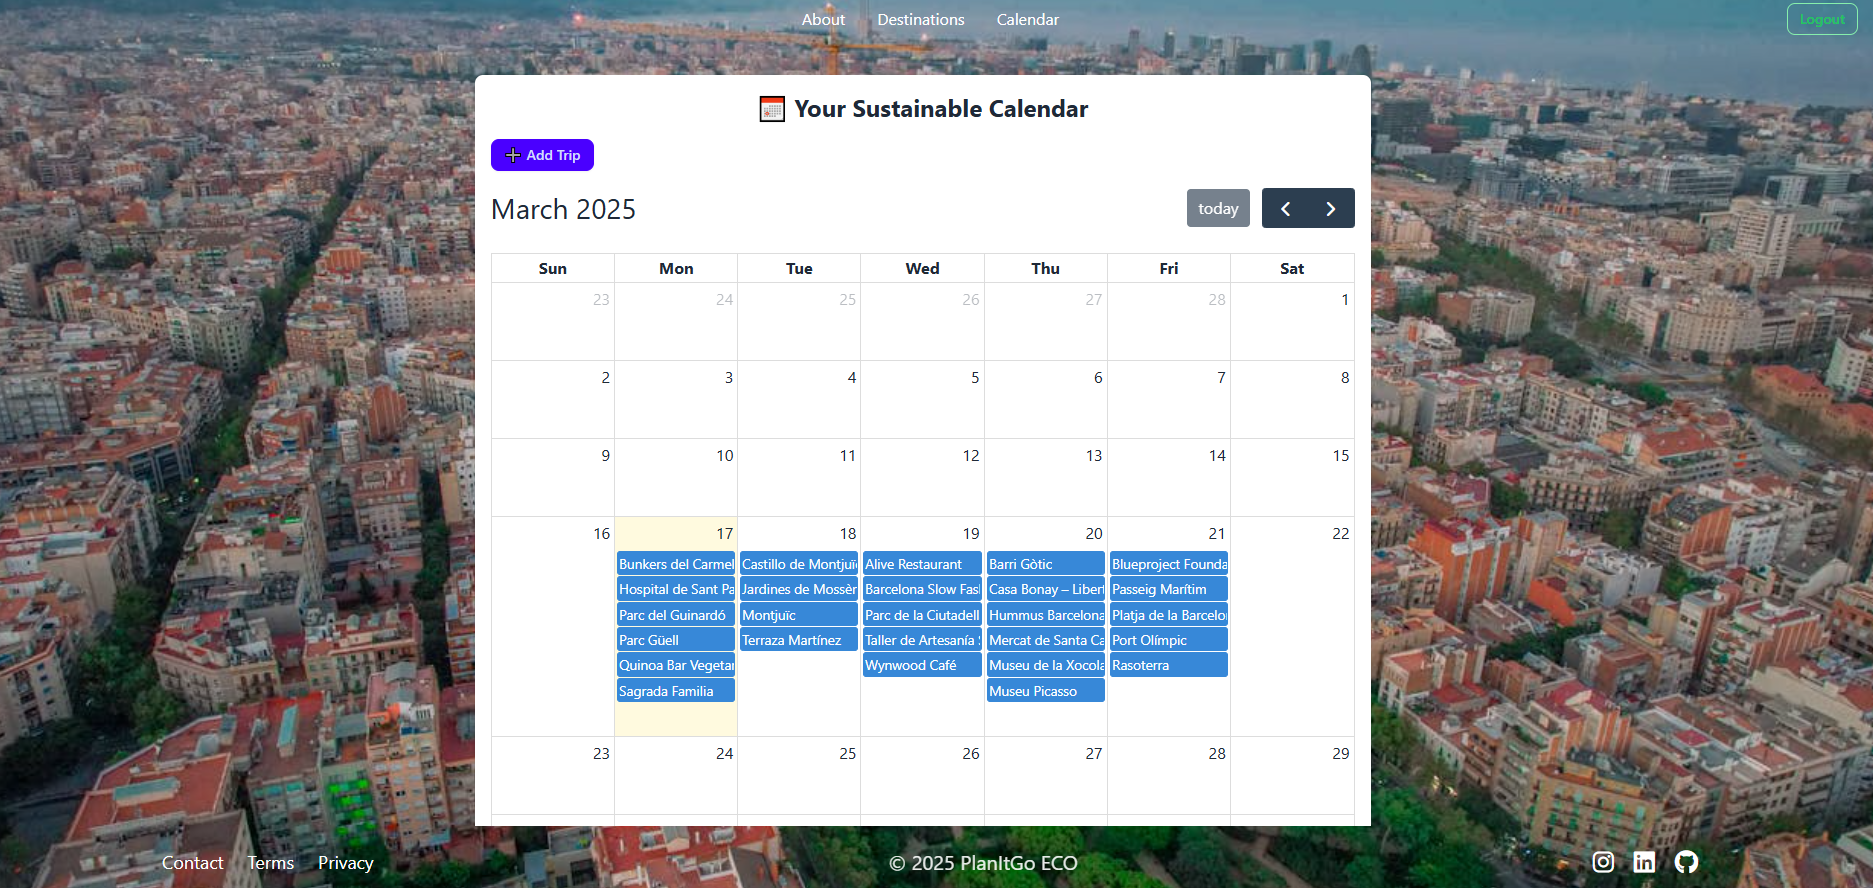 About Destinations Calendar Logout
Your Sustainable Calendar
Add Trip
March 2025
today
Sun Mon Tue Wed Thu Fri Sat
23 24 25 26 27 28 1
2 3 4 5 6 7 8
9 10 11 12 13 14 15
16 17 18 19 20 21 22
Bunkers del Carmel Castillo de Montjuï Alive Restaurant Barri Gòtic Blueproject Founda
Hospital de Sant Pa Jardines de Mossèr Barcelona Slow Fas Casa Bonay – Libert Passeig Marítim
Parc del Guinardó Montjuïc Parc de la Ciutadell Hummus Barcelona Platja de la Barcelo
Parc Güell Terraza Martínez Taller de Artesanía S Mercat de Santa Ca Port Olímpic
Quinoa Bar Vegetar Wynwood Café Museu de la Xocola Rasoterra
Sagrada Familia Museu Picasso
23 24 25 26 27 28 29
Contact Terms Privacy © 2025 PlanItGo ECO